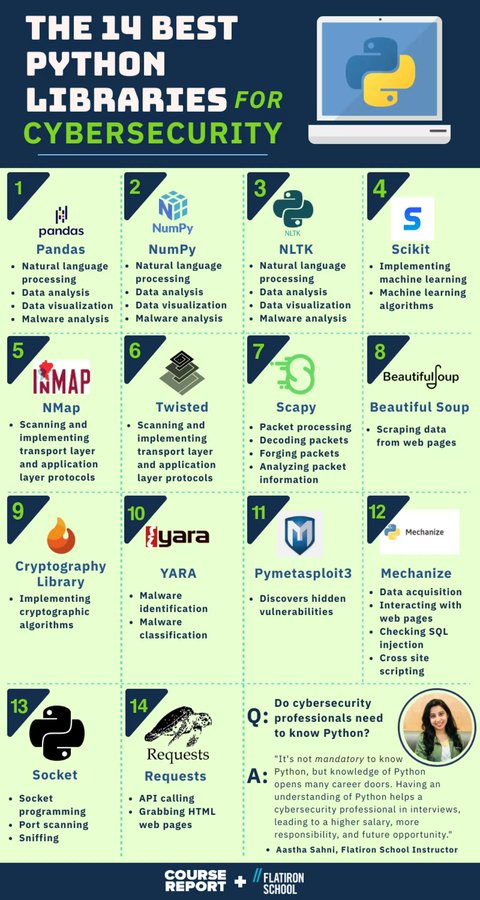 THE 14 BEST
PYTHON
LIBRARIES FOR
CYBERSECURITY
1
pandas
Pandas
• Natural language
processing
• Data analysis
• Data visualization
• Malware analysis
2
NumPy
NumPy
• Natural language
processing
• Data analysis
• Data visualization
• Malware analysis
3
NLTK
NLTK
• Natural language
processing
• Data analysis
• Data visualization
• Malware analysis
4
S
Scikit
• Implementing
machine learning
• Machine learning
algorithms
5
INMAP
NMap
• Scanning and
implementing
transport layer
and application
layer protocols
6
Twisted
• Scanning and
implementing
transport layer
and application
layer protocols
7
Scapy
• Packet processing
• Decoding packets
• Forging packets
• Analyzing packet
information
8
BeautifulSoup
Beautiful Soup
• Scraping data
from web pages
9
Cryptography
Library
• Implementing
cryptographic
algorithms
10
yara
YARA
• Malware
identification
• Malware
classification
11
M
Pymetasploit3
• Discovers hidden
vulnerabilities
12
Mechanize
Mechanize
• Data acquisition
• Interacting with
web pages
• Checking SQL
injection
• Cross site
scripting
13
Socket
• Socket
programming
• Port scanning
• Sniffing
14
Requests
Requests
• API calling
• Grabbing HTML
web pages
Q: Do cybersecurity
professionals need
to know Python?
A: "It's not mandatory to know
Python, but knowledge of Python
opens many career doors. Having an
understanding of Python helps a
cybersecurity professional in interviews,
leading to a higher salary, more
responsibility, and future opportunity."
• Aastha Sahni, Flatiron School Instructor
COURSE
REPORT + // FLATIRON
SCHOOL